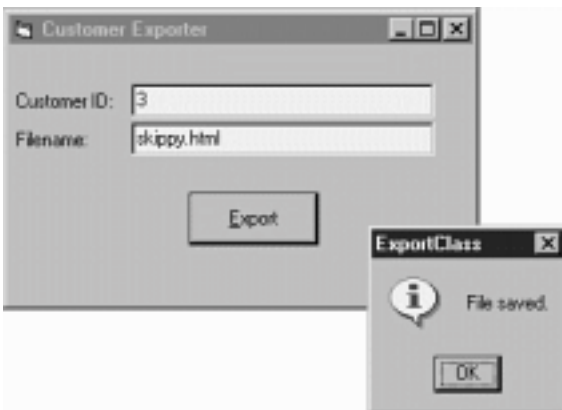 Customer Exporter
Customer ID: 3
Filename: skippy.html
Export
ExportClass
File saved.
OK